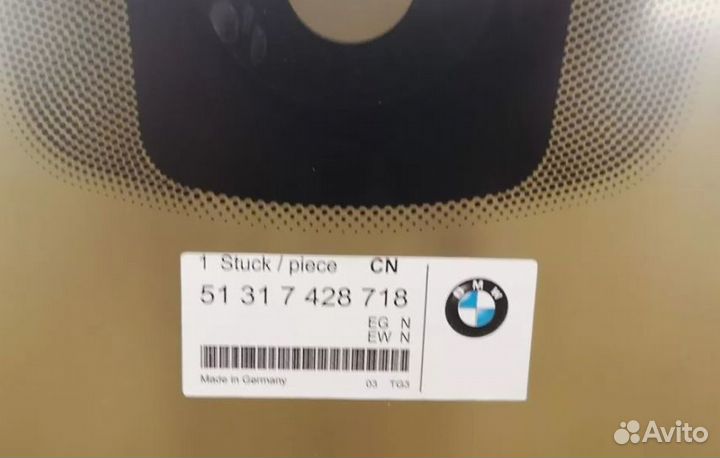 1 Stuck / piece CN
51 31 7 428 718
EG N
EW N
Made in Germany 03 TG3
BMW
Avito